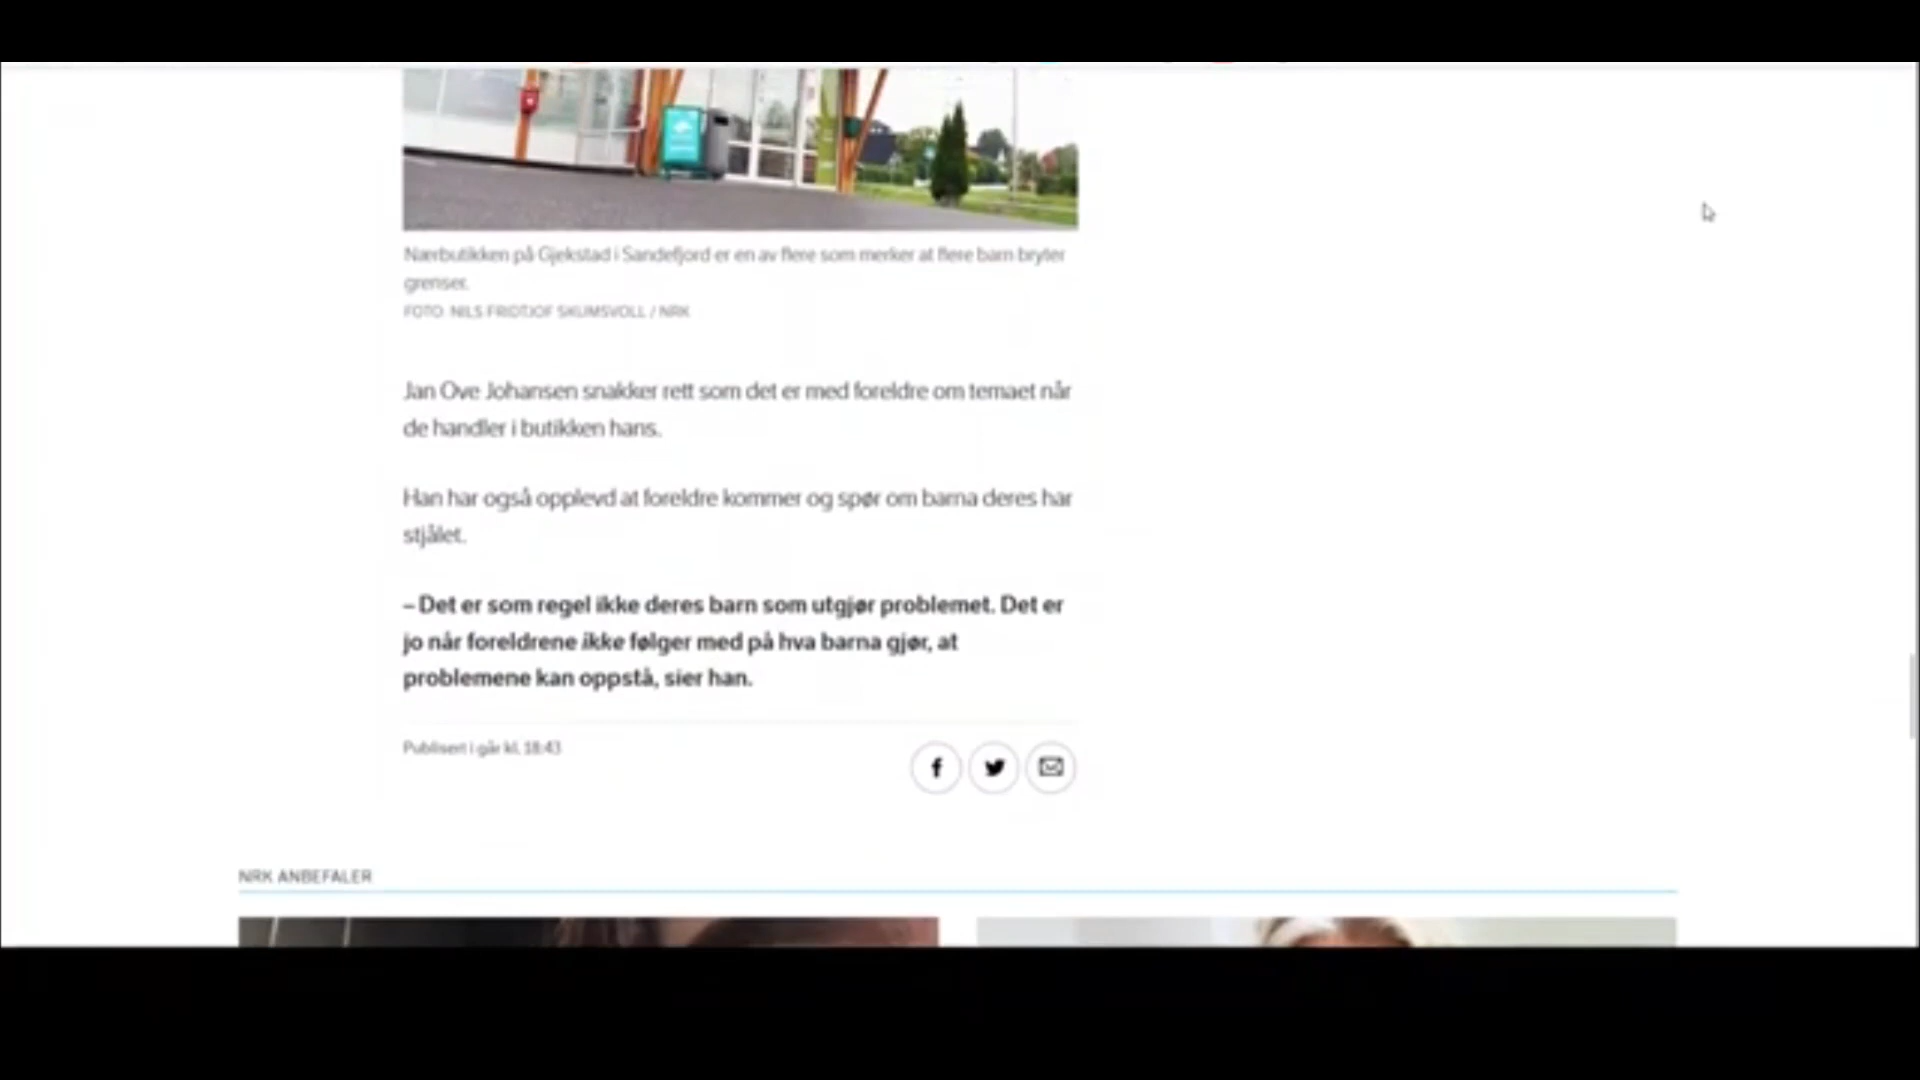 Nærbutikken på Gjekstad i Sandefjord er en av flere som merker at flere barn bryter
grenser.
FOTO: NILS FRIDTJOF SKUMSVOLL / NRK
Jan Ove Johansen snakker rett som det er med foreldre om temaet når
de handler i butikken hans.
Han har også opplevd at foreldre kommer og spør om barna deres har
stjålet.
– Det er som regel ikke deres barn som utgjør problemet. Det er
jo når foreldrene ikke følger med på hva barna gjør, at
problemene kan oppstå, sier han.
Publisert i går kl. 18:43
NRK ANBEFALER